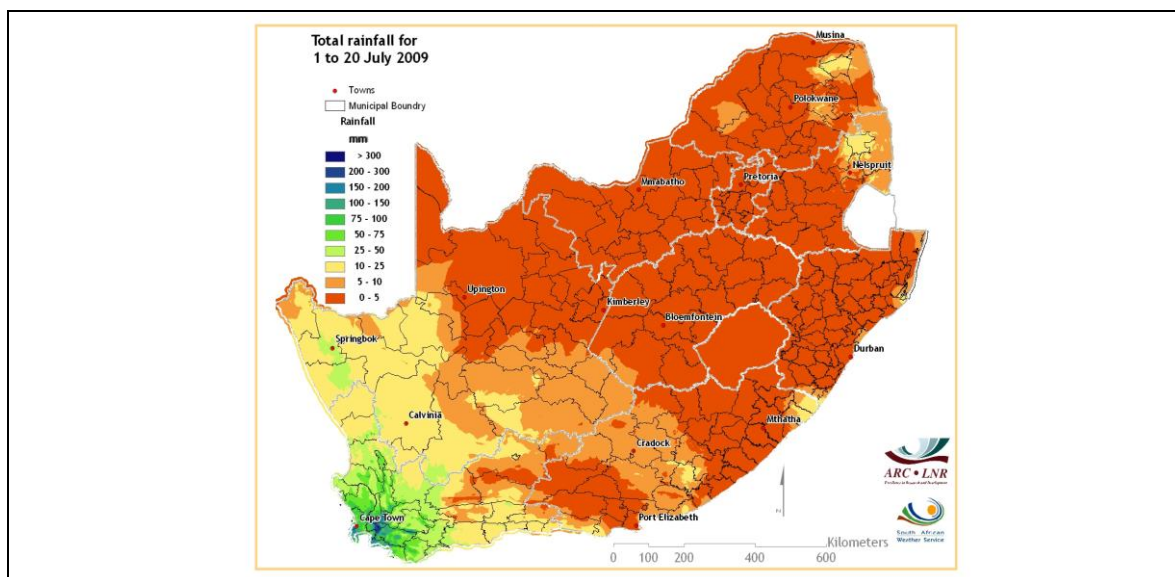 Total rainfall for
1 to 20 July 2009
Towns
Municipal Boundry
Rainfall
mm
> 300
200 - 300
150 - 200
100 - 150
75 - 100
50 - 75
25 - 50
10 - 25
5 - 10
0 - 5
Musina
Polokwane
Nelspruit
Mmabatho
Pretoria
Upington
Kimberley
Bloemfontein
Springbok
Durban
Calvinia
Mthatha
Cradock
Cape Town
Port Elizabeth
ARC • LNR
South African
Weather Service
N
Kilometers
0 100 200 400 600